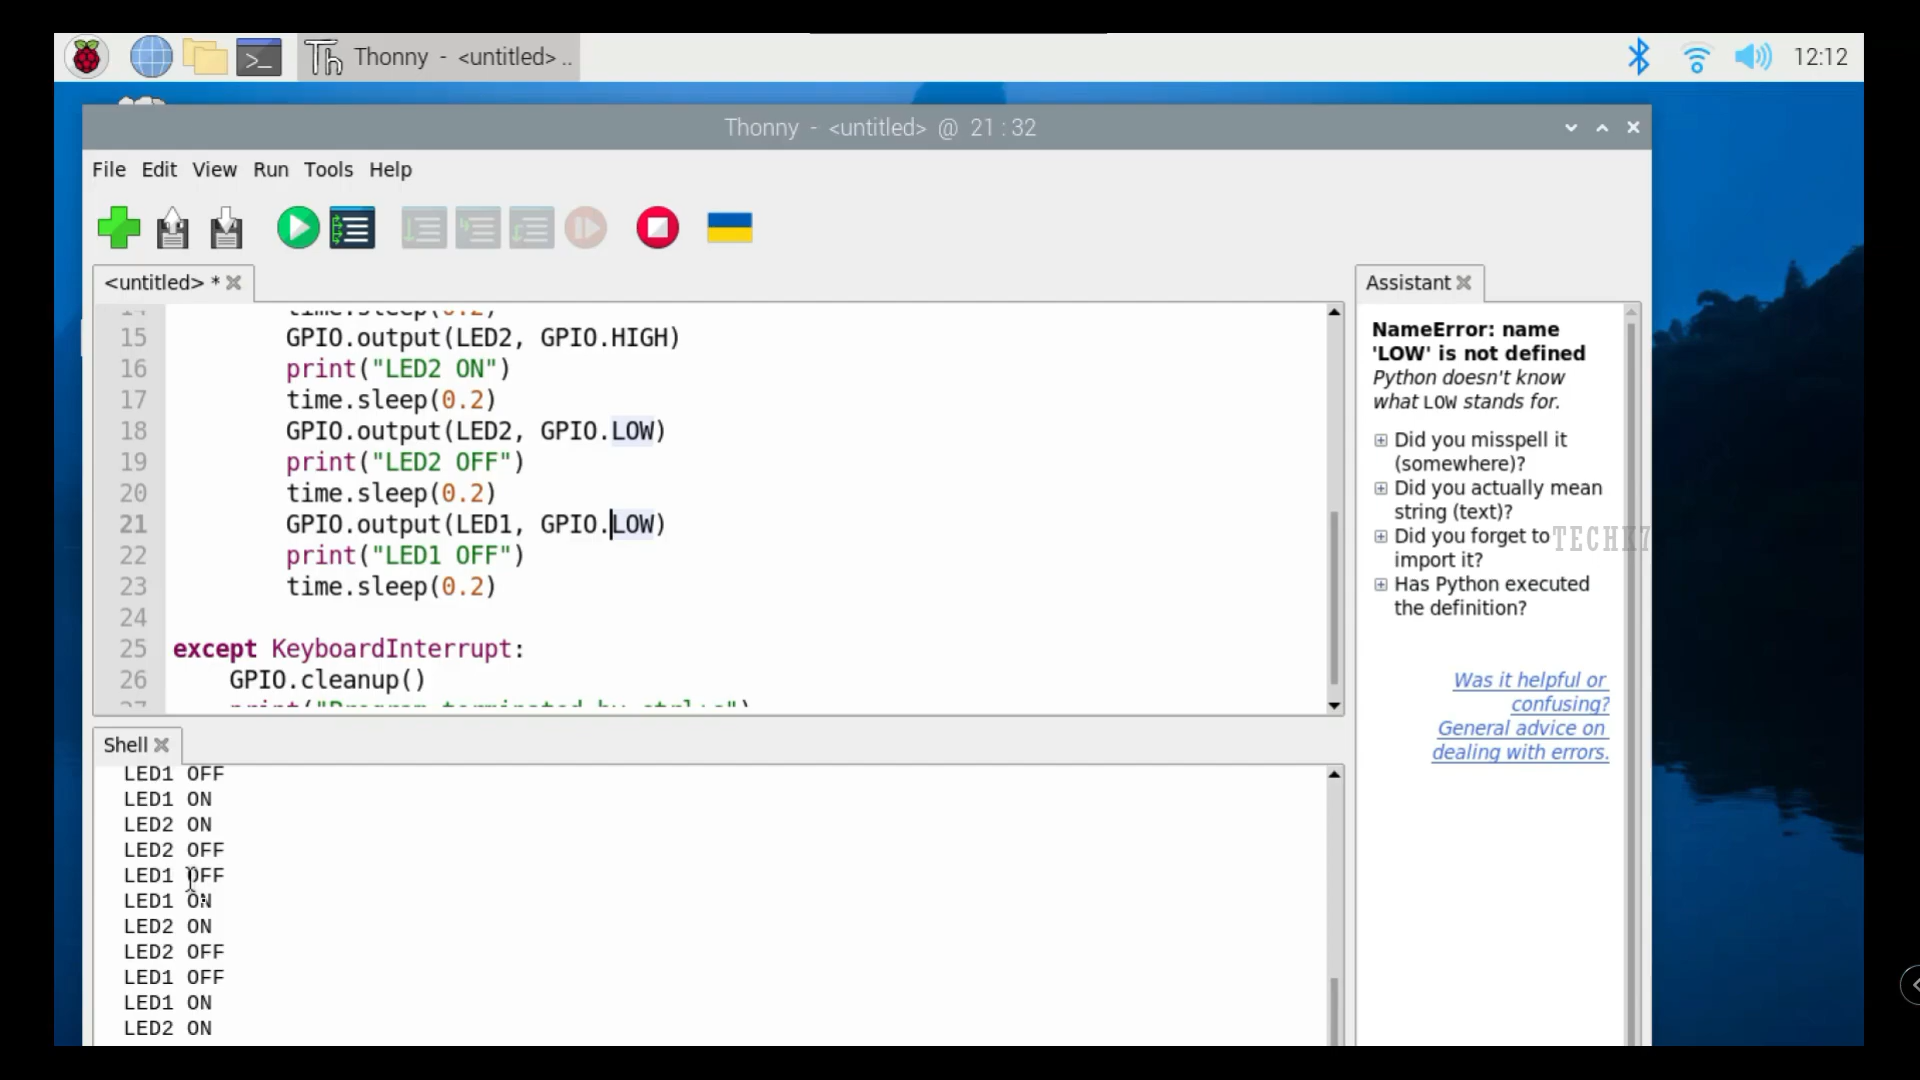 Thonny - <untitled> ..
12:12
Thonny - <untitled> @ 21 : 32
File Edit View Run Tools Help
<untitled> *
15 GPIO.output(LED2, GPIO.HIGH)
16 print("LED2 ON")
17 time.sleep(0.2)
18 GPIO.output(LED2, GPIO.LOW)
19 print("LED2 OFF")
20 time.sleep(0.2)
21 GPIO.output(LED1, GPIO.LOW)
22 print("LED1 OFF")
23 time.sleep(0.2)
24
25 except KeyboardInterrupt:
26 GPIO.cleanup()
Shell
LED1 OFF
LED1 ON
LED2 ON
LED2 OFF
LED1 OFF
LED1 ON
LED2 ON
LED2 OFF
LED1 OFF
LED1 ON
LED2 ON
Assistant
NameError: name
'LOW' is not defined
Python doesn't know
what LOW stands for.
Did you misspell it
(somewhere)?
Did you actually mean
string (text)?
Did you forget to
import it?
Has Python executed
the definition?
Was it helpful or
confusing?
General advice on
dealing with errors.
TECHK7